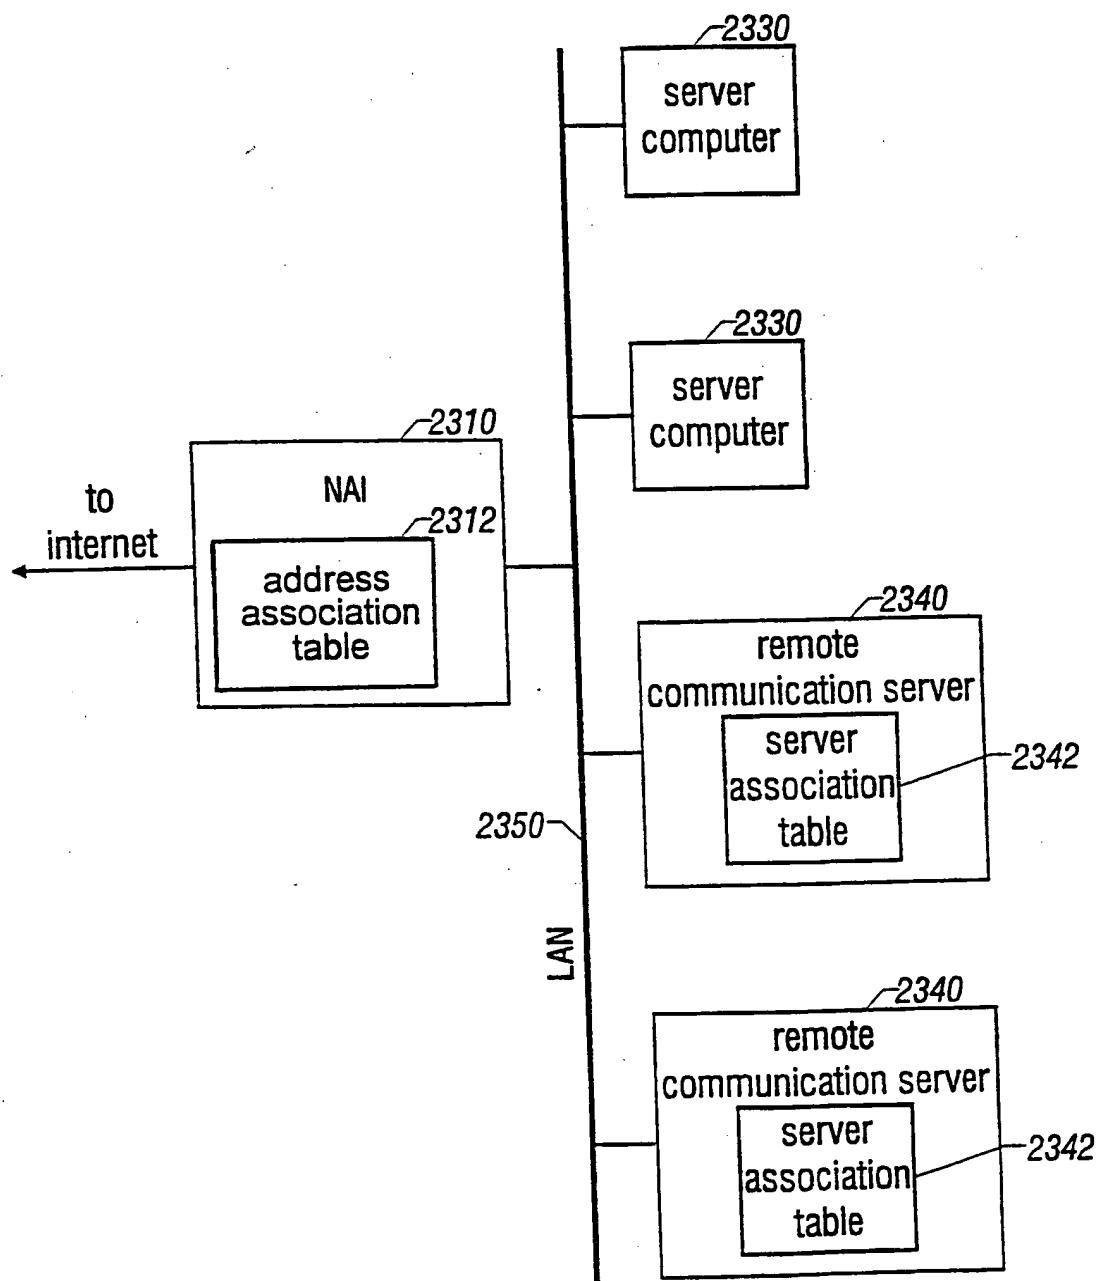 2330
server
computer
2330
server
computer
2310
NAI
2312
address
association
table
to
internet
2340
remote
communication server
server
association
table
2342
2350
LAN
2340
remote
communication server
server
association
table
2342